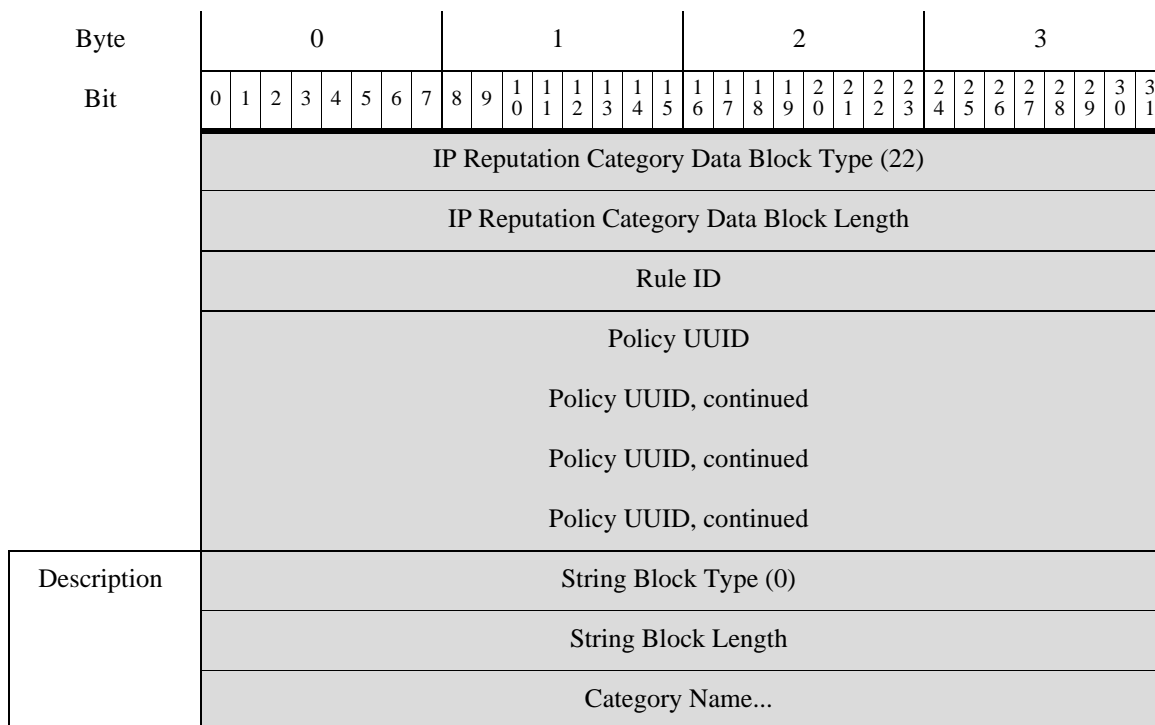 Byte 0 1 2 3
Bit 0 1 2 3 4 5 6 7 8 9 10 11 12 13 14 15 16 17 18 19 20 21 22 23 24 25 26 27 28 29 30 31
IP Reputation Category Data Block Type (22)
IP Reputation Category Data Block Length
Rule ID
Policy UUID
Policy UUID, continued
Policy UUID, continued
Policy UUID, continued
Description String Block Type (0)
String Block Length
Category Name...